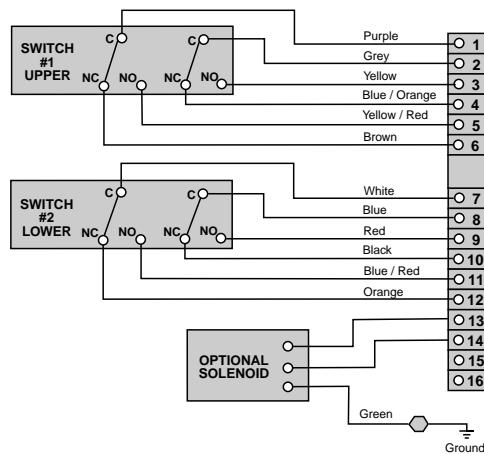 SWITCH
#1
UPPER
C
C
NC
NO
NC
NO
Purple
Grey
Yellow
Blue / Orange
Yellow / Red
Brown
1
2
3
4
5
6
SWITCH
#2
LOWER
C
C
NC
NO
NC
NO
White
Blue
Red
Black
Blue / Red
Orange
7
8
9
10
11
12
13
14
15
16
OPTIONAL
SOLENOID
Green
Ground